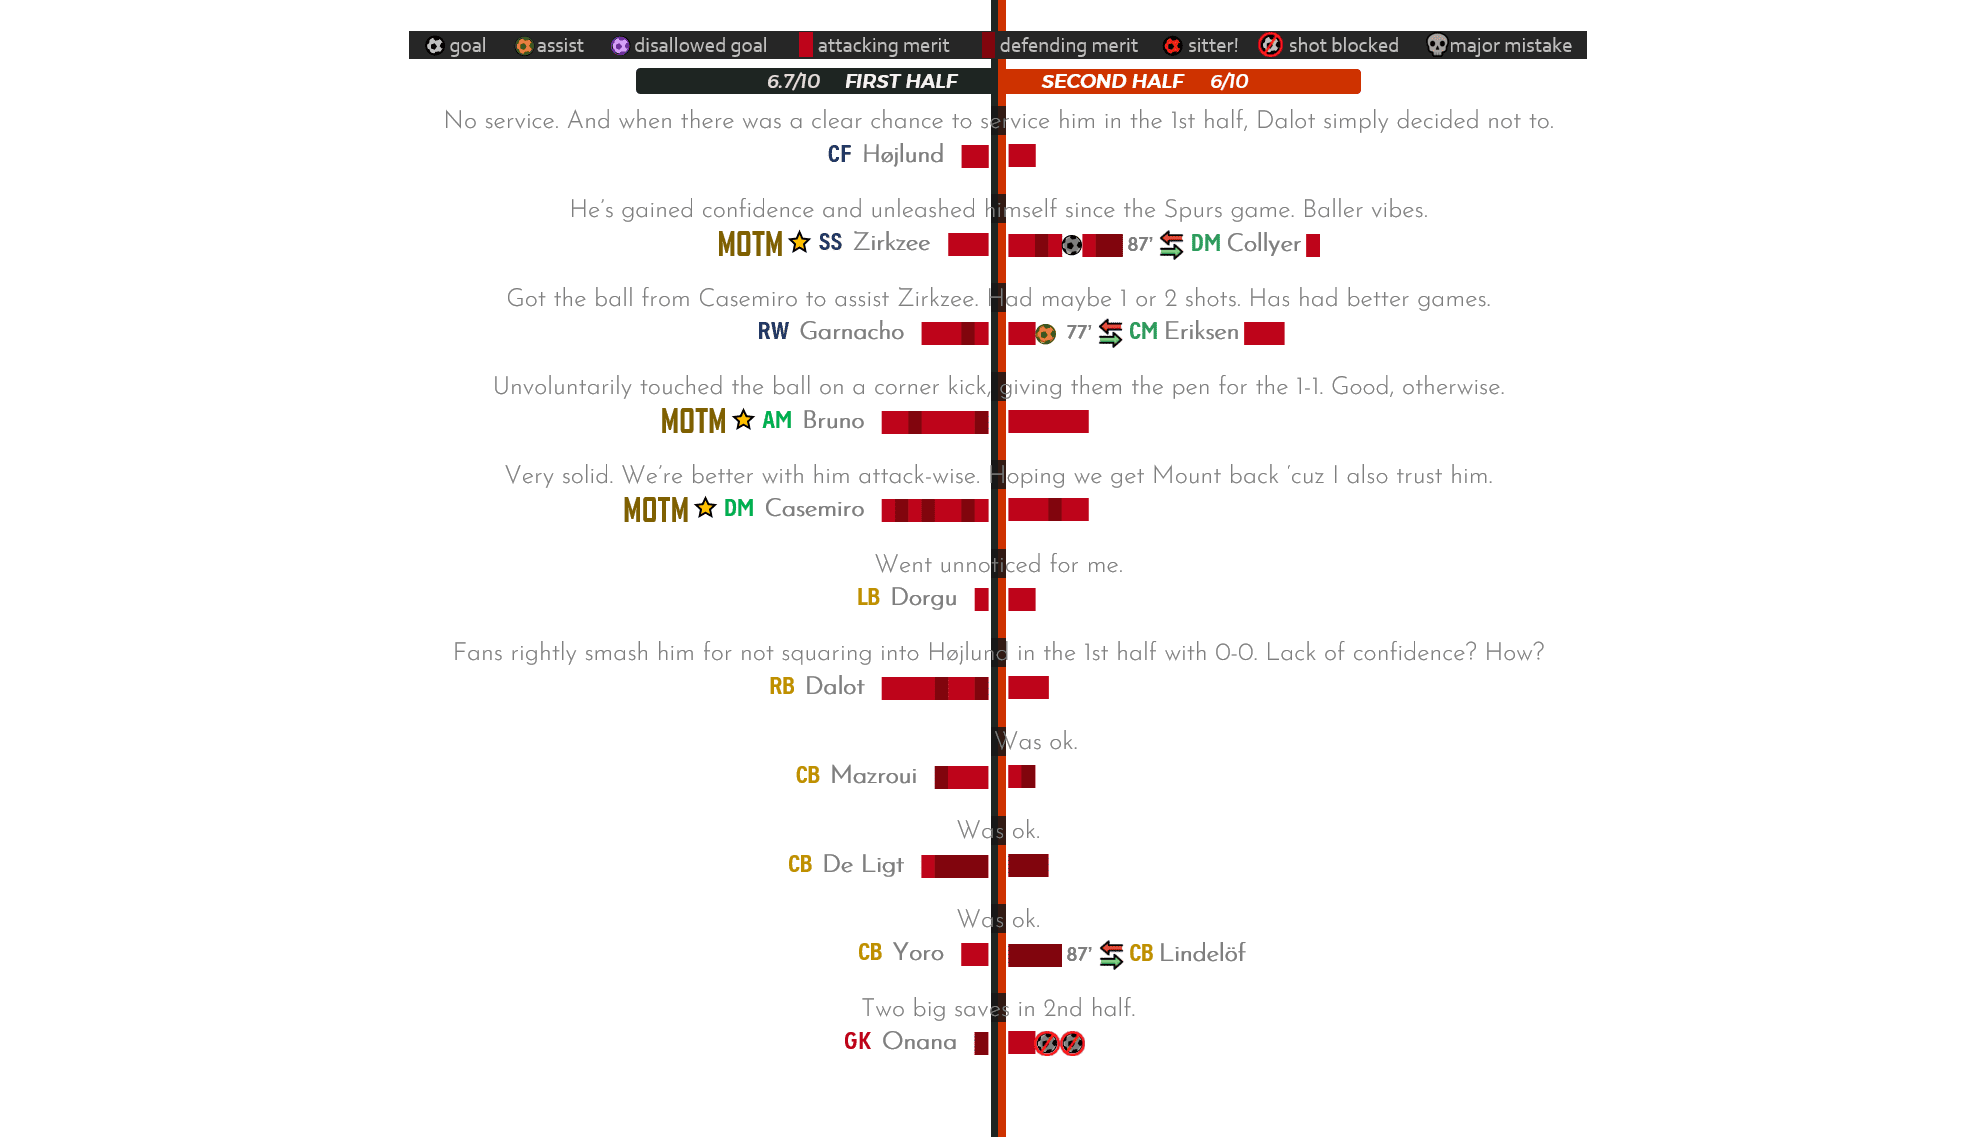 goal assist disallowed goal attacking merit defending merit sitter! shot blocked major mistake
6.7/10 FIRST HALF SECOND HALF 6/10
No service. And when there was a clear chance to service him in the 1st half, Dalot simply decided not to.
CF Højlund
He's gained confidence and unleashed himself since the Spurs game. Baller vibes.
MOTM SS Zirkzee 87' DM Collyer
Got the ball from Casemiro to assist Zirkzee. Had maybe 1 or 2 shots. Has had better games.
RW Garnacho 77' CM Eriksen
Unvoluntarily touched the ball on a corner kick, giving them the pen for the 1-1. Good, otherwise.
MOTM AM Bruno
Very solid. We're better with him attack-wise. Hoping we get Mount back 'cuz I also trust him.
MOTM DM Casemiro
Went unnoticed for me.
LB Dorgu
Fans rightly smash him for not squaring into Højlund in the 1st half with 0-0. Lack of confidence? How?
RB Dalot
Was ok.
CB Mazroui
Was ok.
CB De Ligt
Was ok.
CB Yoro 87' CB Lindelöf
Two big saves in 2nd half.
GK Onana